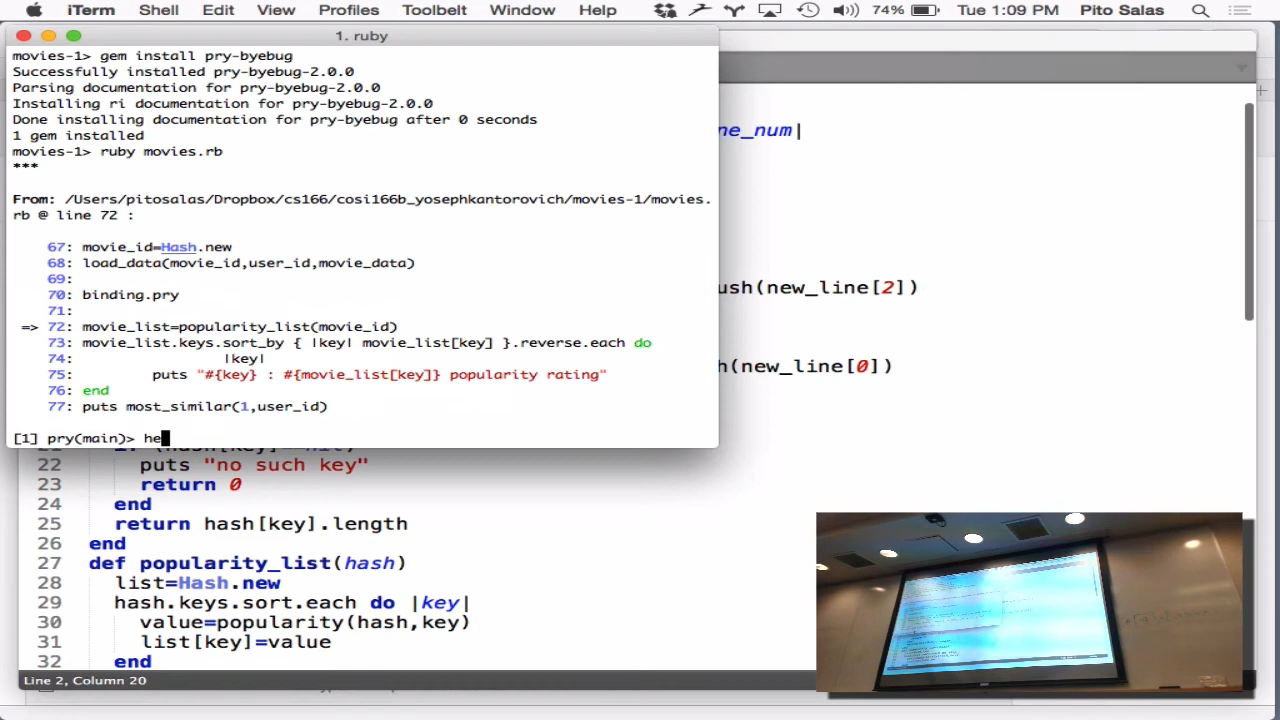 iTerm Shell Edit View Profiles Toolbelt Window Help 74% Tue 1:09 PM Pito Salas
1. ruby
movies-1> gem install pry-byebug
Successfully installed pry-byebug-2.0.0
Parsing documentation for pry-byebug-2.0.0
Installing ri documentation for pry-byebug-2.0.0
Done installing documentation for pry-byebug after 0 seconds
1 gem installed
movies-1> ruby movies.rb
***
From: /Users/pitosalas/Dropbox/cs166/cosi166b_yosephkantorovich/movies-1/movies.
rb @ line 72 :
67: movie_id=Hash.new
68: load_data(movie_id,user_id,movie_data)
69:
70: binding.pry
71:
=> 72: movie_list=popularity_list(movie_id)
73: movie_list.keys.sort_by { |key| movie_list[key] }.reverse.each do
74: |key|
75: puts "#{key} : #{movie_list[key]} popularity rating"
76: end
77: puts most_similar(1,user_id)
[1] pry(main)> he
ne_num|
ush(new_line[2])
h(new_line[0])
22 puts "no such key"
23 return 0
24 end
25 return hash[key].length
26 end
27 def popularity_list(hash)
28 list=Hash.new
29 hash.keys.sort.each do |key|
30 value=popularity(hash,key)
31 list[key]=value
32 end
Line 2, Column 20